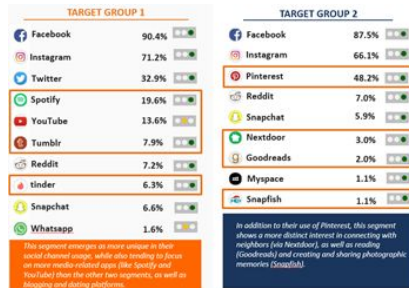 TARGET GROUP 1
Facebook 90.4%
Instagram 71.2%
Twitter 32.9%
Spotify 19.6%
YouTube 13.6%
Tumblr 7.9%
Reddit 7.2%
tinder 6.3%
Snapchat 6.6%
Whatsapp 1.6%
This segment emerges as more unique in their
social channel usage, while also tending to focus
on more media-related apps (like Spotify and
YouTube) than the other two segments, as well as
blogging and dating platforms.
TARGET GROUP 2
Facebook 87.5%
Instagram 66.1%
Pinterest 48.2%
Reddit 7.0%
Snapchat 5.9%
Nextdoor 3.0%
Goodreads 2.0%
Myspace 1.1%
Snapfish 1.1%
In addition to their use of Pinterest, this segment
shows a more distinct interest in connecting with
neighbors (via Nextdoor), as well as reading
(Goodreads) and creating and sharing photographic
memories (Snapfish).